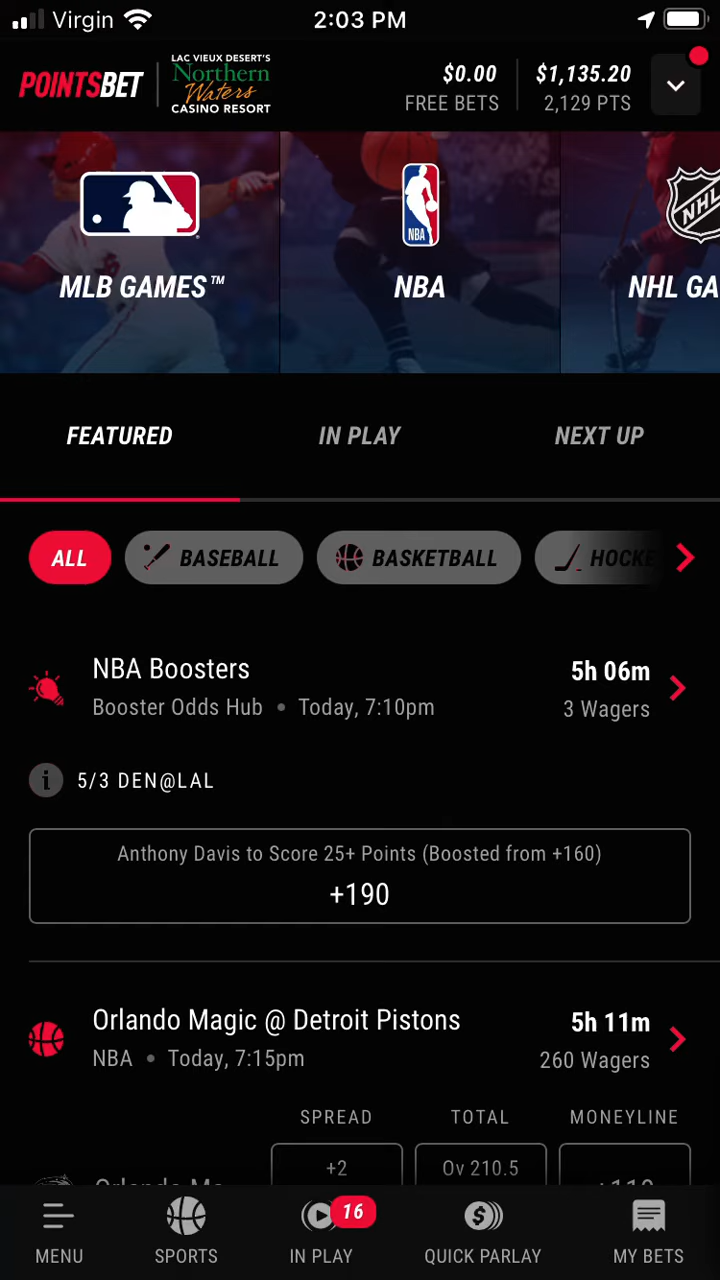 Virgin 2:03 PM
POINTSBET
LAC VIEUX DESERT'S
Northern
Waters
CASINO RESORT
$0.00
FREE BETS
$1,135.20
2,129 PTS
MLB GAMES™
NBA
NBA
NHL
NHL GA
FEATURED IN PLAY NEXT UP
ALL BASEBALL BASKETBALL HOCKE
NBA Boosters 5h 06m
Booster Odds Hub • Today, 7:10pm 3 Wagers
i 5/3 DEN@LAL
Anthony Davis to Score 25+ Points (Boosted from +160)
+190
Orlando Magic @ Detroit Pistons 5h 11m
NBA • Today, 7:15pm 260 Wagers
SPREAD TOTAL MONEYLINE
+2 Ov 210.5
16
MENU SPORTS IN PLAY QUICK PARLAY MY BETS